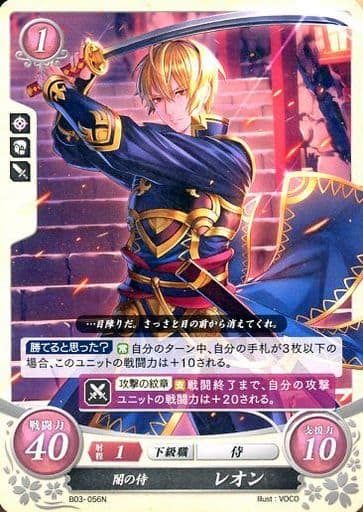 1
…目障りだ。さっさと目の前から消えてくれ。
勝てると思った？ 常 自分のターン中、自分の手札が3枚以下の
場合、このユニットの戦闘力は＋10される。
攻撃の紋章 支 戦闘終了まで、自分の攻撃
ユニットの戦闘力は＋20される。
戦闘力 40
射程 1 下級職 侍
支援力 10
闇の侍 レオン
B03-056N Illust：VOCO